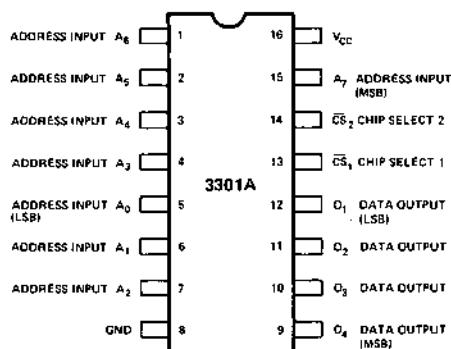 ADDRESS INPUT A₆ 1 16 V_CC
ADDRESS INPUT A₅ 2 15 A₇ ADDRESS INPUT
(MSB)
ADDRESS INPUT A₄ 3 14 C̅S̅₂ CHIP SELECT 2
ADDRESS INPUT A₃ 4 13 C̅S̅₁ CHIP SELECT 1
3301A
ADDRESS INPUT A₀ 5 12 O₁ DATA OUTPUT
(LSB) (LSB)
ADDRESS INPUT A₁ 6 11 O₂ DATA OUTPUT
ADDRESS INPUT A₂ 7 10 O₃ DATA OUTPUT
GND 8 9 O₄ DATA OUTPUT
(MSB)